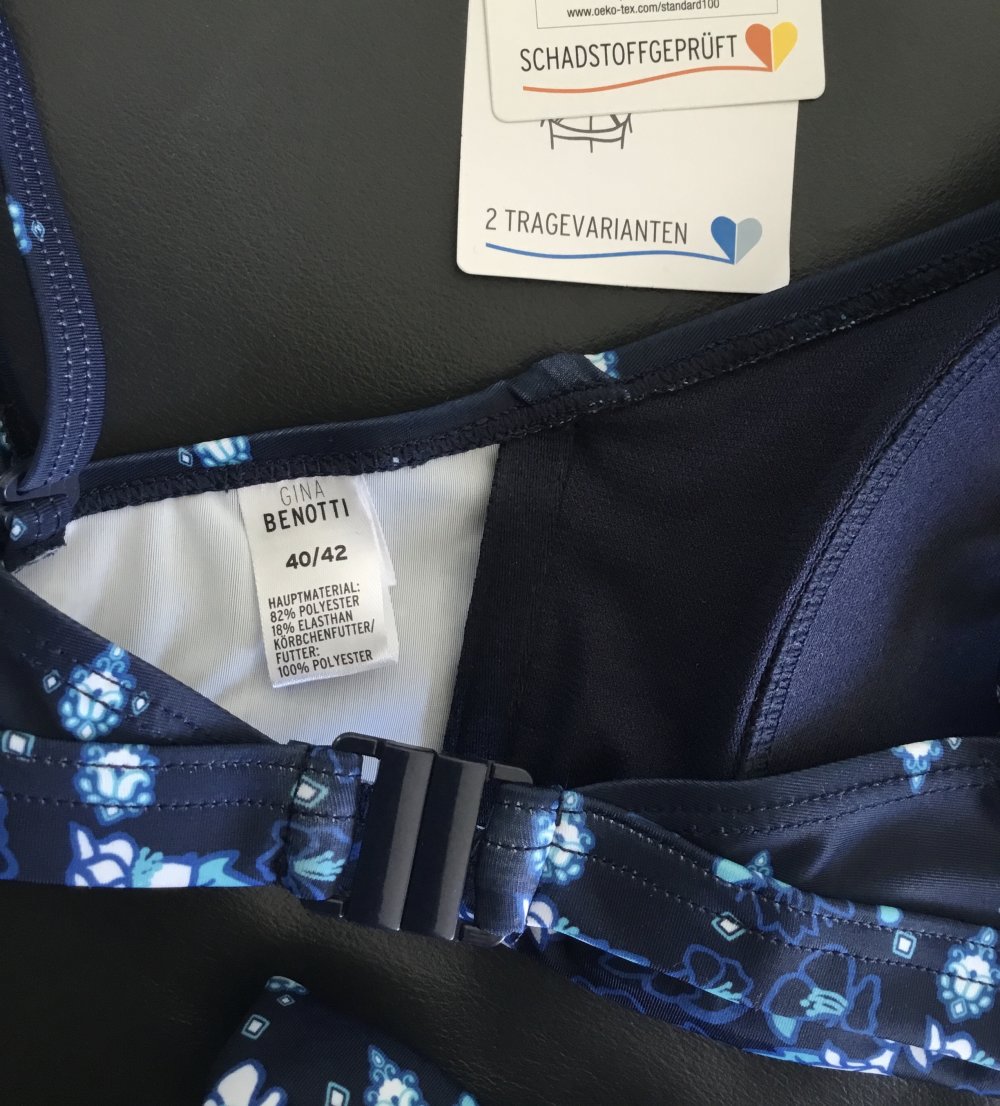 www.oeko-tex.com/standard100
SCHADSTOFFGEPRÜFT
2 TRAGEVARIANTEN
GINA
BENOTTI
40/42
HAUPTMATERIAL:
82% POLYESTER
18% ELASTHAN
KÖRBCHENFUTTER/
FUTTER:
100% POLYESTER